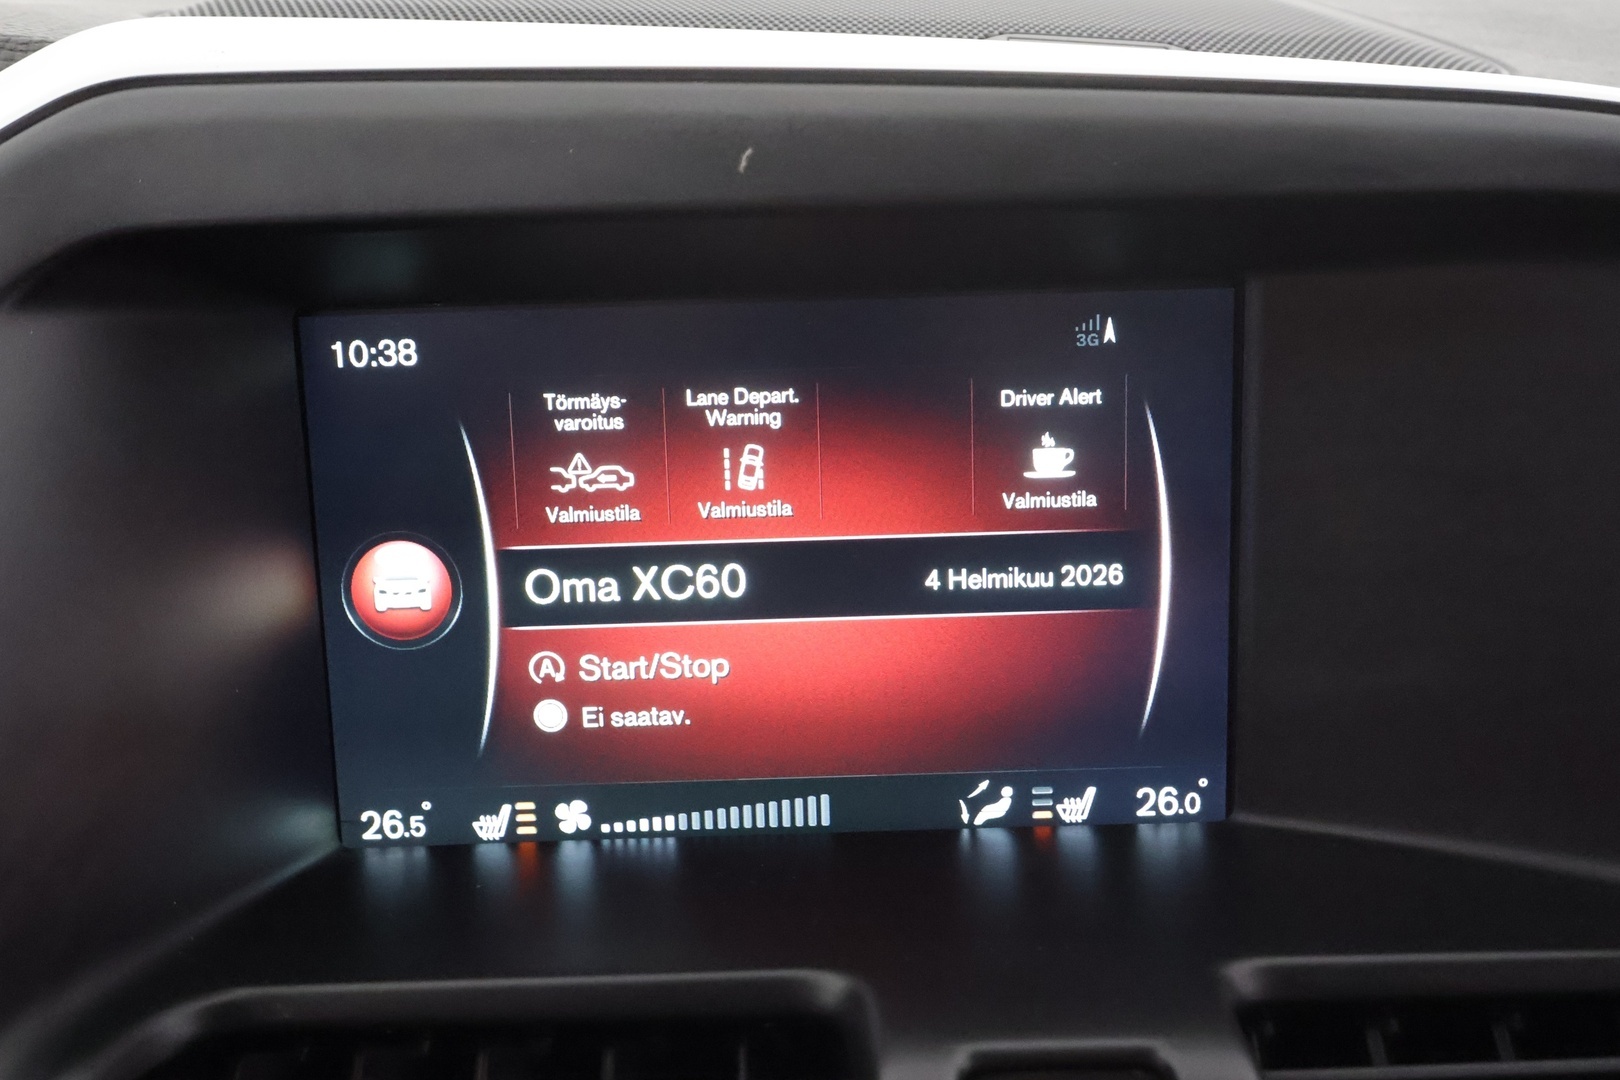 10:38
3G
Törmäys-
varoitus
Valmiustila
Lane Depart.
Warning
Valmiustila
Driver Alert
Valmiustila
Oma XC60
4 Helmikuu 2026
A Start/Stop
Ei saatav.
26.5°
26.0°